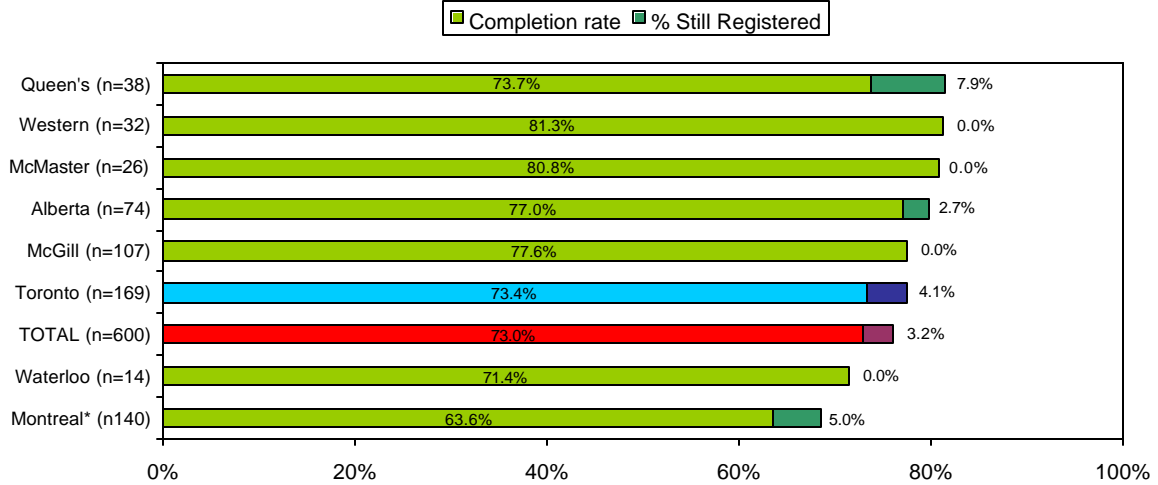 Completion rate % Still Registered
Queen's (n=38) 73.7% 7.9%
Western (n=32) 81.3% 0.0%
McMaster (n=26) 80.8% 0.0%
Alberta (n=74) 77.0% 2.7%
McGill (n=107) 77.6% 0.0%
Toronto (n=169) 73.4% 4.1%
TOTAL (n=600) 73.0% 3.2%
Waterloo (n=14) 71.4% 0.0%
Montreal* (n140) 63.6% 5.0%
0% 20% 40% 60% 80% 100%